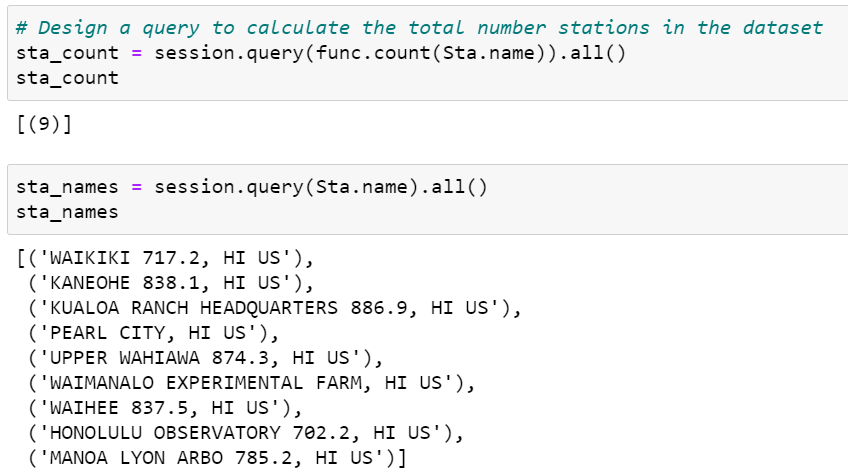 # Design a query to calculate the total number stations in the dataset
sta_count = session.query(func.count(Sta.name)).all()
sta_count
[(9)]
sta_names = session.query(Sta.name).all()
sta_names
[('WAIKIKI 717.2, HI US'),
('KANEOHE 838.1, HI US'),
('KUALOA RANCH HEADQUARTERS 886.9, HI US'),
('PEARL CITY, HI US'),
('UPPER WAHIAWA 874.3, HI US'),
('WAIMANALO EXPERIMENTAL FARM, HI US'),
('WAIHEE 837.5, HI US'),
('HONOLULU OBSERVATORY 702.2, HI US'),
('MANOA LYON ARBO 785.2, HI US')]